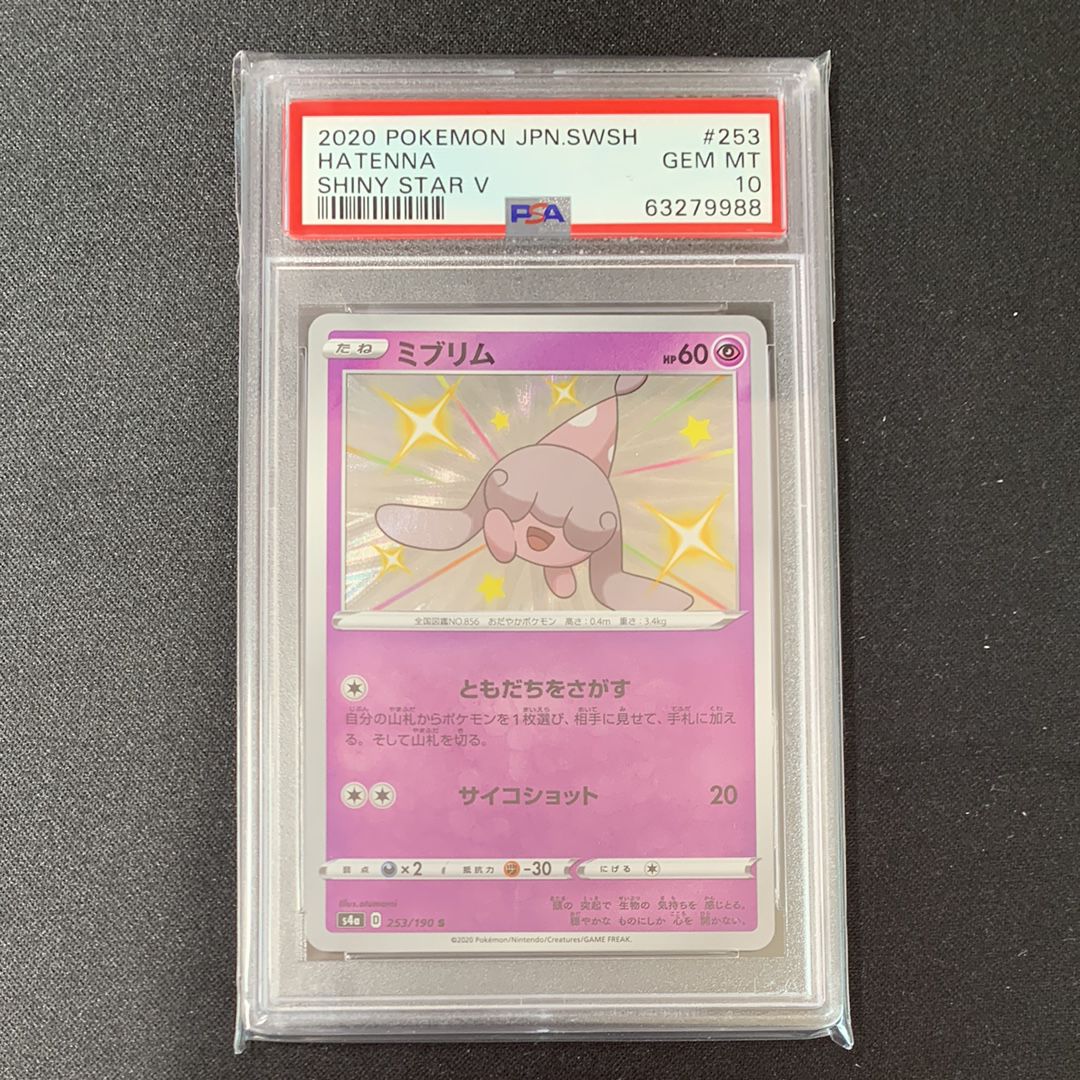 2020 POKEMON JPN.SWSH #253
HATENNA GEM MT
SHINY STAR V 10
PSA 63279988
たね ミブリム HP60
全国図鑑NO.856 おだやかポケモン 高さ:0.4m 重さ:3.4kg
ともだちをさがす
自分の山札からポケモンを1枚選び、相手に見せて、手札に加え
る。そして山札を切る。
サイコショット 20
弱点 ×2 抵抗力 -30 にげる
頭の 突起で 生物の 気持ちを 感じとる。
穏やかな ものにしか 心を 開かない。
Illus.otumami
s4a D 253/190 S
©2020 Pokémon/Nintendo/Creatures/GAME FREAK.